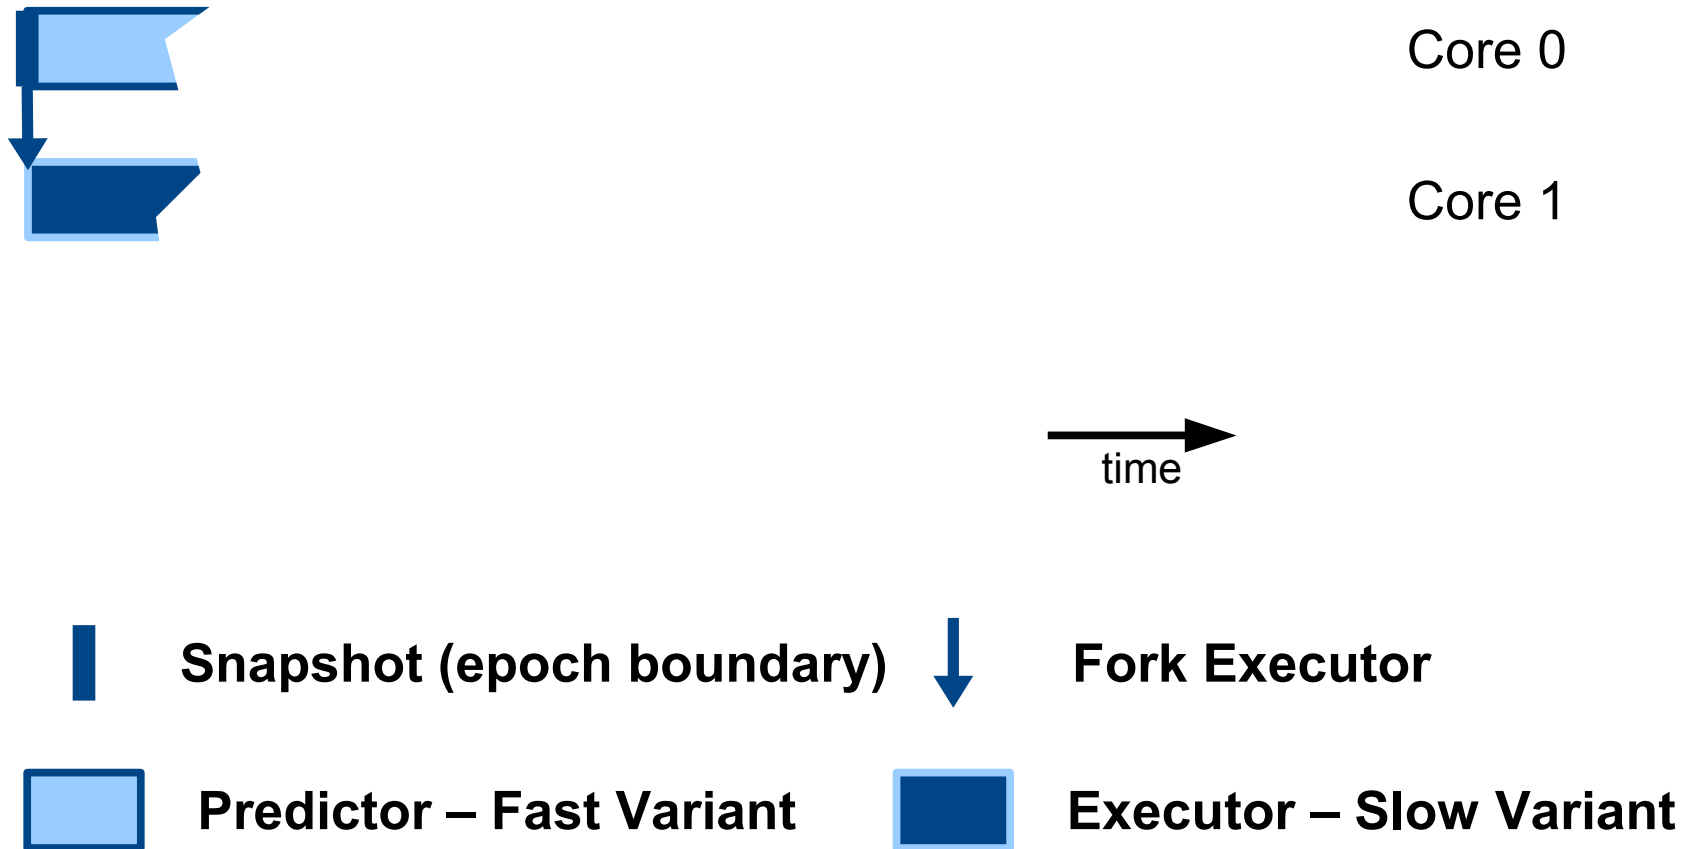 Core 0
Core 1
time
Snapshot (epoch boundary)
Fork Executor
Predictor – Fast Variant
Executor – Slow Variant